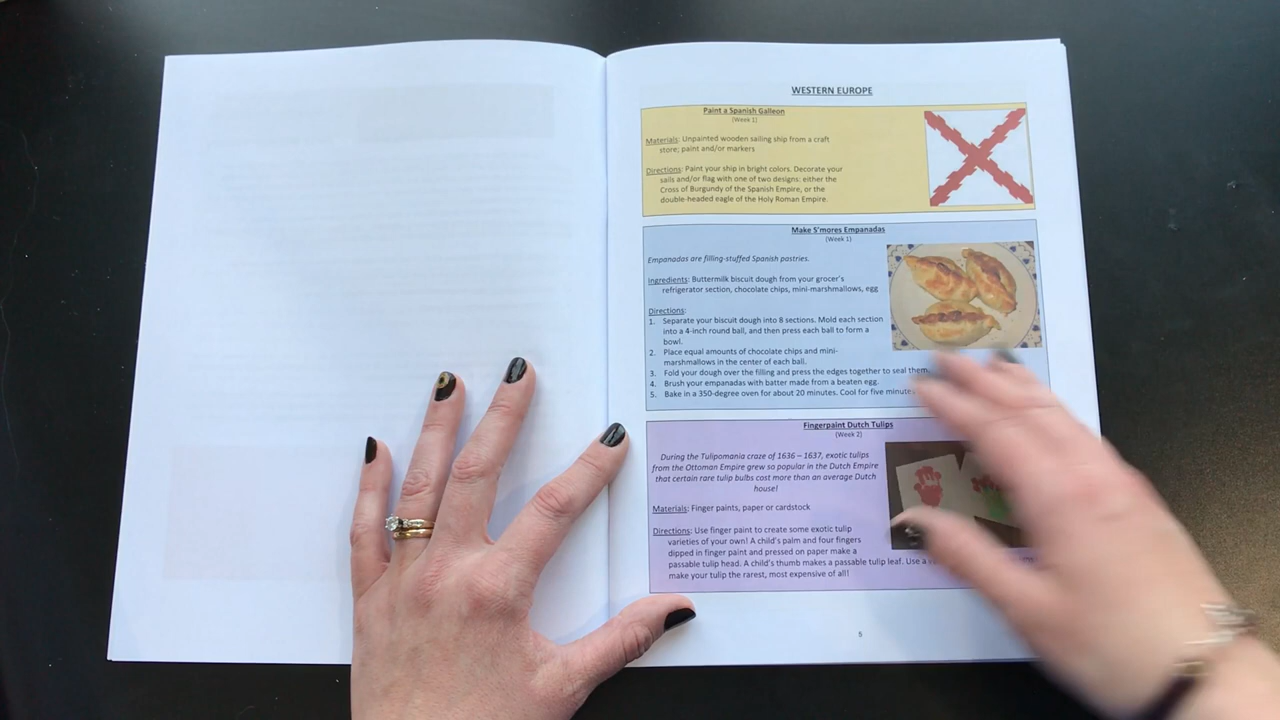 WESTERN EUROPE
Paint a Spanish Galleon
(Week 1)
Materials: Unpainted wooden sailing ship from a craft
store; paint and/or markers
Directions: Paint your ship in bright colors. Decorate your
sails and/or flag with one of two designs: either the
Cross of Burgundy of the Spanish Empire, or the
double-headed eagle of the Holy Roman Empire.
Make S'mores Empanadas
(Week 1)
Empanadas are filling-stuffed Spanish pastries.
Ingredients: Buttermilk biscuit dough from your grocer's
refrigerator section, chocolate chips, mini-marshmallows, egg
Directions:
1. Separate your biscuit dough into 8 sections. Mold each section
into a 4-inch round ball, and then press each ball to form a
bowl.
2. Place equal amounts of chocolate chips and mini-
marshmallows in the center of each ball.
3. Fold your dough over the filling and press the edges together to seal them.
4. Brush your empanadas with batter made from a beaten egg.
5. Bake in a 350-degree oven for about 20 minutes. Cool for five minute
Fingerpaint Dutch Tulips
(Week 2)
During the Tulipomania craze of 1636 – 1637, exotic tulips
from the Ottoman Empire grew so popular in the Dutch Empire
that certain rare tulip bulbs cost more than an average Dutch
house!
Materials: Finger paints, paper or cardstock
Directions: Use finger paint to create some exotic tulip
varieties of your own! A child's palm and four fingers
dipped in finger paint and pressed on paper make a
passable tulip head. A child's thumb makes a passable tulip leaf. Use a
make your tulip the rarest, most expensive of all!
5